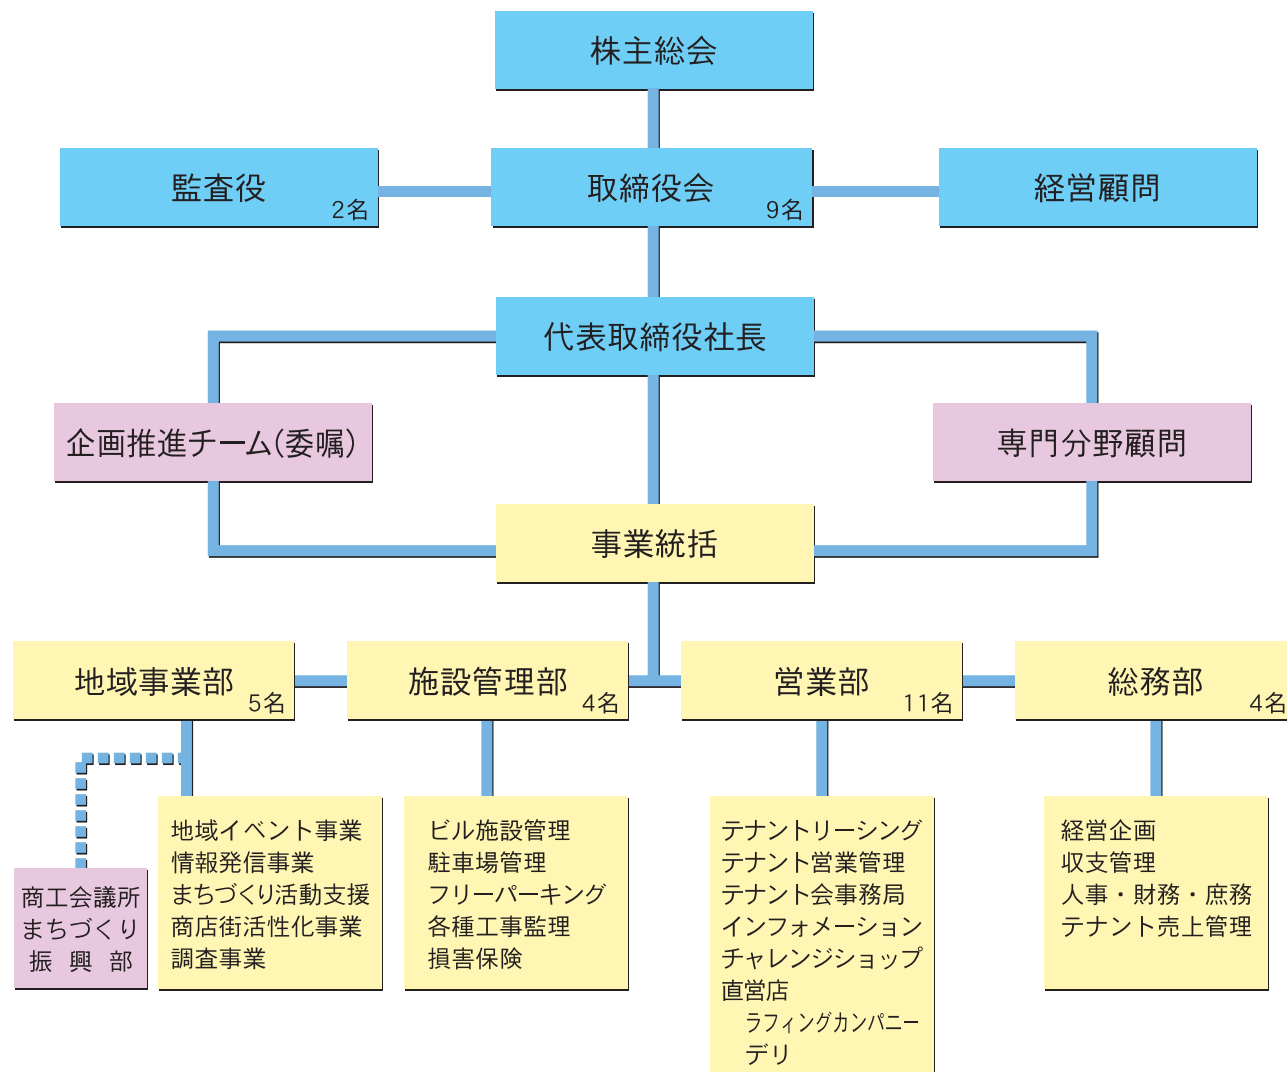 株主総会
監査役
2名
取締役会
9名
経営顧問
代表取締役社長
企画推進チーム(委嘱)
専門分野顧問
事業統括
地域事業部
5名
施設管理部
4名
営業部
11名
総務部
4名
商工会議所
まちづくり
振興部
地域イベント事業
情報発信事業
まちづくり活動支援
商店街活性化事業
調査事業
ビル施設管理
駐車場管理
フリーパーキング
各種工事監理
損害保険
テナントリーシング
テナント営業管理
テナント会事務局
インフォメーション
チャレンジショップ
直営店
ラフィングカンパニー
デリ
経営企画
収支管理
人事・財務・庶務
テナント売上管理